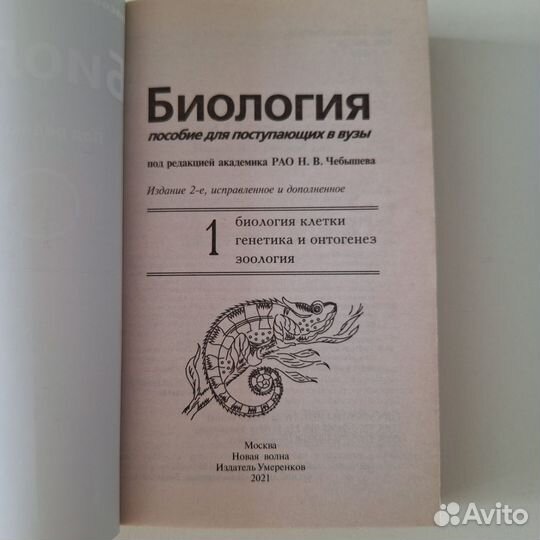 Биология
пособие для поступающих в вузы
под редакцией академика РАО Н. В. Чебышева
Издание 2-е, исправленное и дополненное
1
биология клетки
генетика и онтогенез
зоология
Москва
Новая волна
Издатель Умеренков
2021
Avito